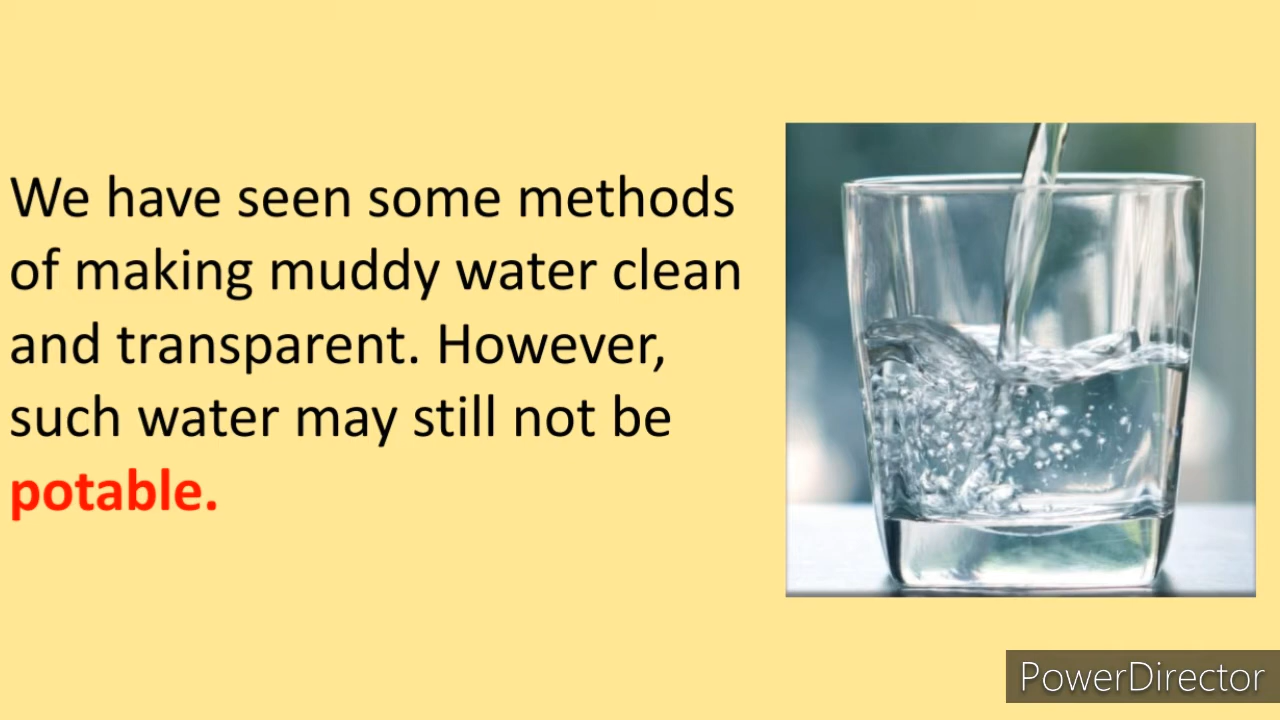 We have seen some methods
of making muddy water clean
and transparent. However,
such water may still not be
potable.
PowerDirector